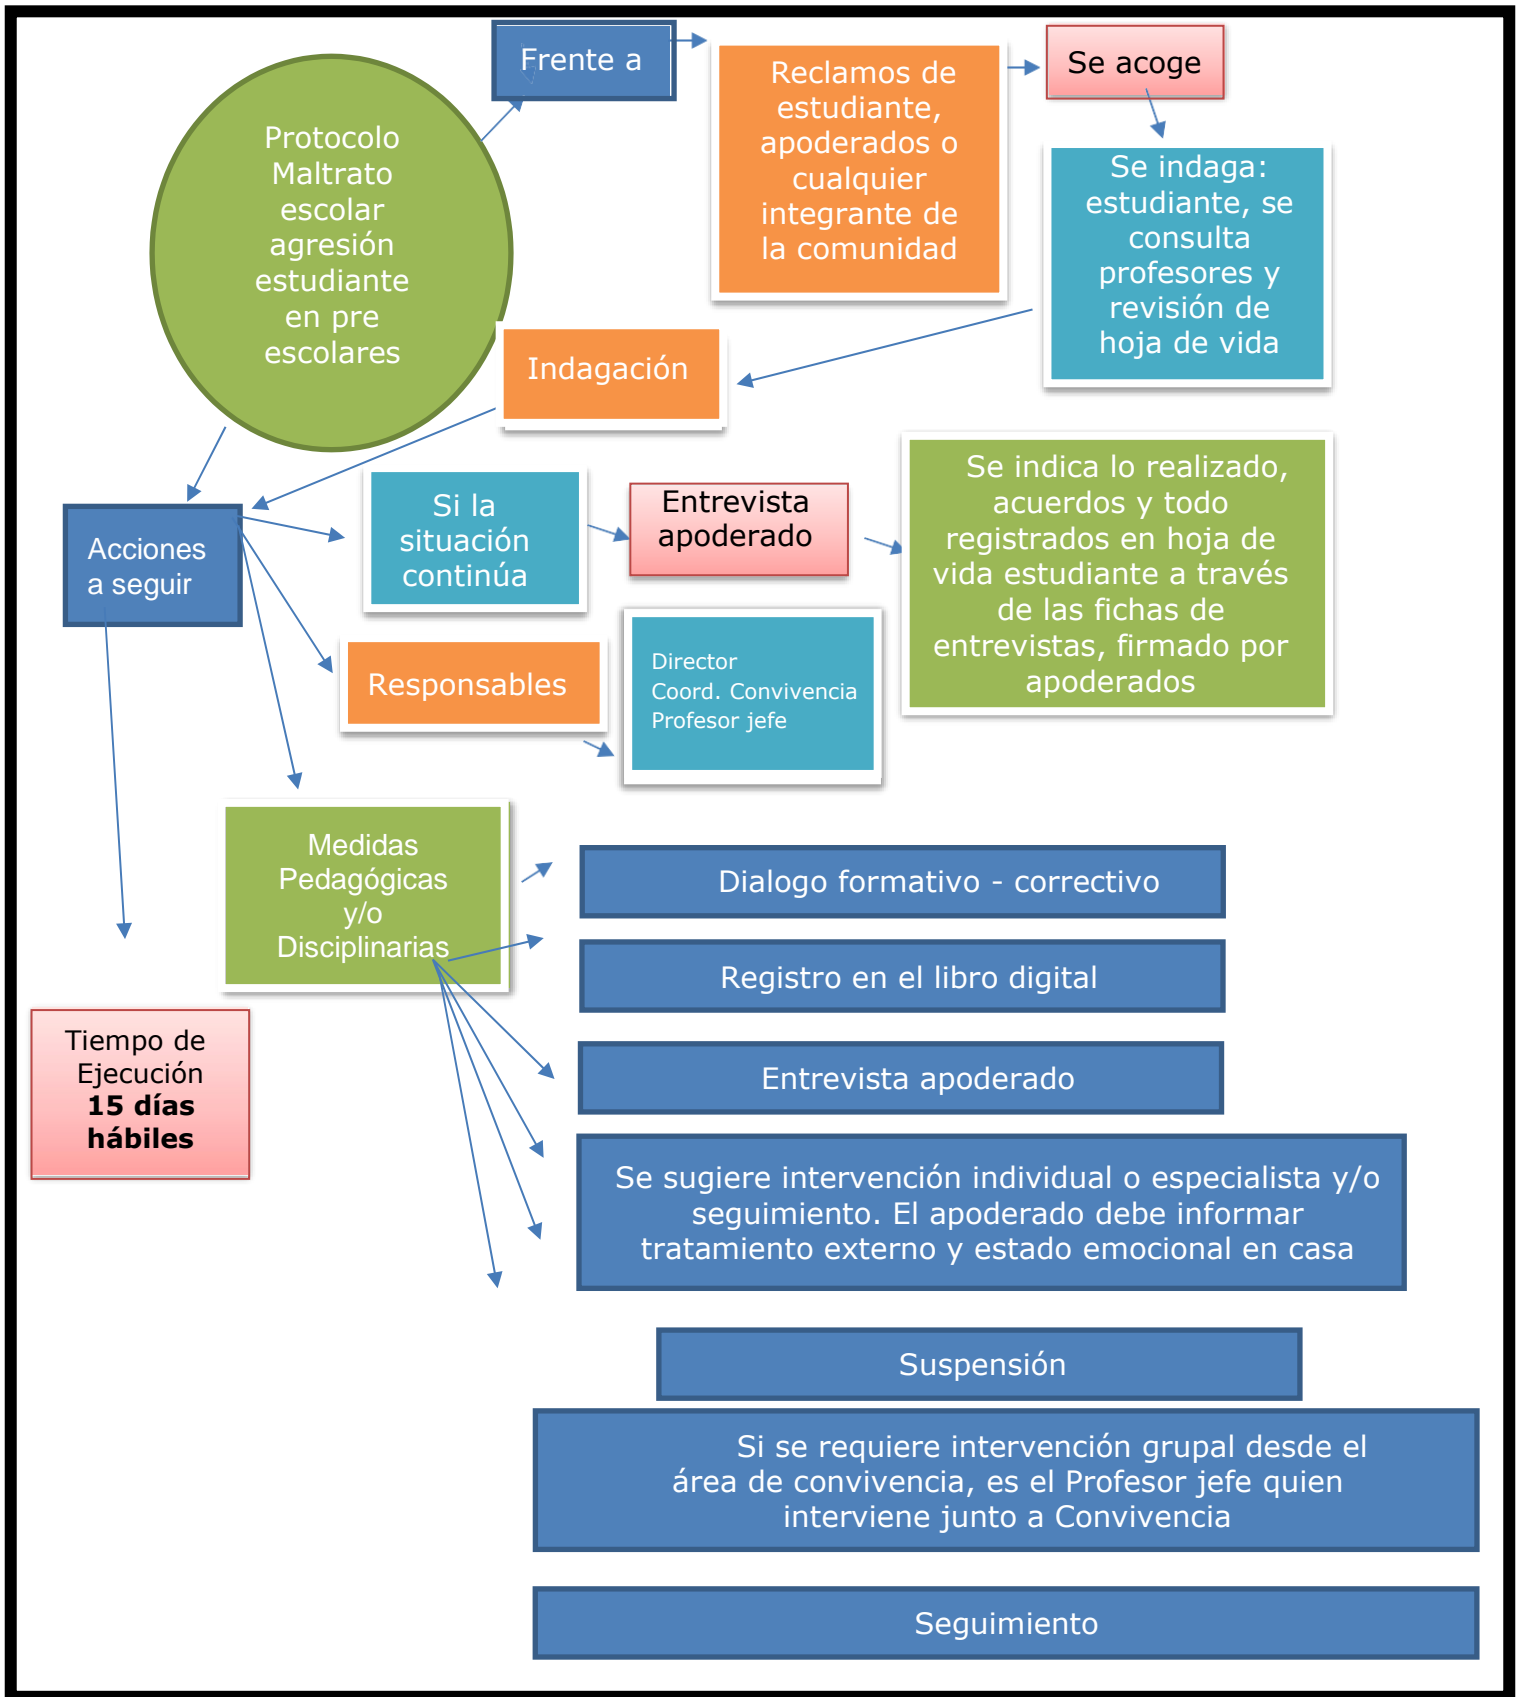 Frente a
Reclamos de
estudiante,
apoderados o
cualquier
integrante de
la comunidad
Se acoge
Protocolo
Maltrato
escolar
agresión
estudiante
en pre
escolares
Se indaga:
estudiante, se
consulta
profesores y
revisión de
hoja de vida
Indagación
Acciones
a seguir
Si la
situación
continúa
Entrevista
apoderado
Se indica lo realizado,
acuerdos y todo
registrados en hoja de
vida estudiante a través
de las fichas de
entrevistas, firmado por
apoderados
Responsables
Director
Coord. Convivencia
Profesor jefe
Medidas
Pedagógicas
y/o
Disciplinarias
Dialogo formativo - correctivo
Registro en el libro digital
Tiempo de
Ejecución
15 días
hábiles
Entrevista apoderado
Se sugiere intervención individual o especialista y/o
seguimiento. El apoderado debe informar
tratamiento externo y estado emocional en casa
Suspensión
Si se requiere intervención grupal desde el
área de convivencia, es el Profesor jefe quien
interviene junto a Convivencia
Seguimiento